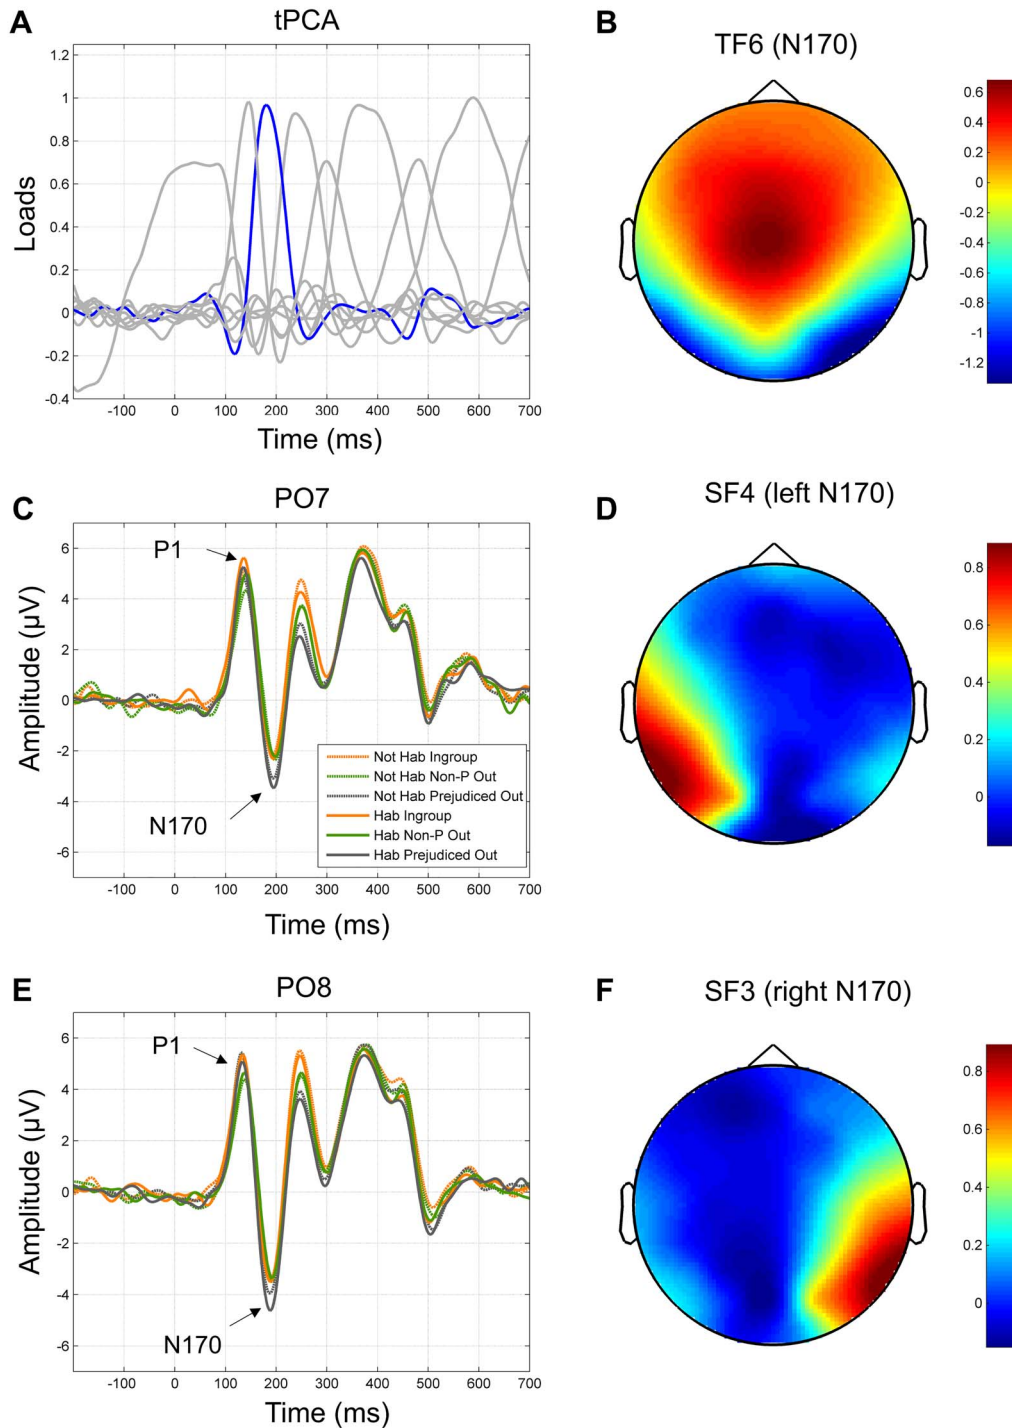 A
tPCA
1.2
1
0.8
0.6
0.4
0.2
0
-0.2
-0.4
Loads
-100 0 100 200 300 400 500 600 700
Time (ms)
B
TF6 (N170)
0.6
0.4
0.2
0
-1.2
-0.4
-0.6
-0.8
-1
-1.2
C
PO7
P1
6
4
2
0
-2
-4
-6
Amplitude (µV)
N170
Not Hab Ingroup
Not Hab Non-P Out
Not Hab Prejudiced Out
Hab Ingroup
Hab Non-P Out
Hab Prejudiced Out
-100 0 100 200 300 400 500 600 700
Time (ms)
D
SF4 (left N170)
0.8
0.6
0.4
0.2
0
E
PO8
P1
6
4
2
0
-2
-4
-6
Amplitude (µV)
N170
-100 0 100 200 300 400 500 600 700
Time (ms)
F
SF3 (right N170)
0.8
0.6
0.4
0.2
0